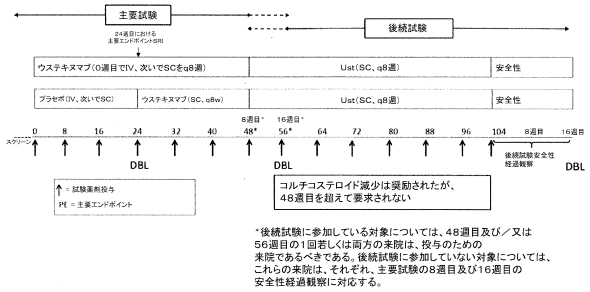 主要試験
後続試験
24週目における
主要エンドポイントSRI
ウステキヌマブ(0週目でIV、次いでSCをq8週)
Ust(SC、q8週)
安全性
プラセボ(IV、次いでSC)
ウステキヌマブ(SC、q8w)
Ust(SC、q8週)
安全性
8週目*
16週目*
スクリーン
0 8 16 24 32 40 48* 56* 64 72 80 88 96 104
8週目
16週目
DBL
DBL
後続試験安全性
経過観察
DBL
↑ = 試験薬剤投与
PE = 主要エンドポイント
コルチコステロイド減少は奨励されたが、
48週目を超えて要求されない
*後続試験に参加している対象については、48週目及び/又は
56週目の1回若しくは両方の来院は、投与のための
来院であるべきである。後続試験に参加していない対象については、
これらの来院は、それぞれ、主要試験の8週目及び16週目の
安全性経過観察に対応する。